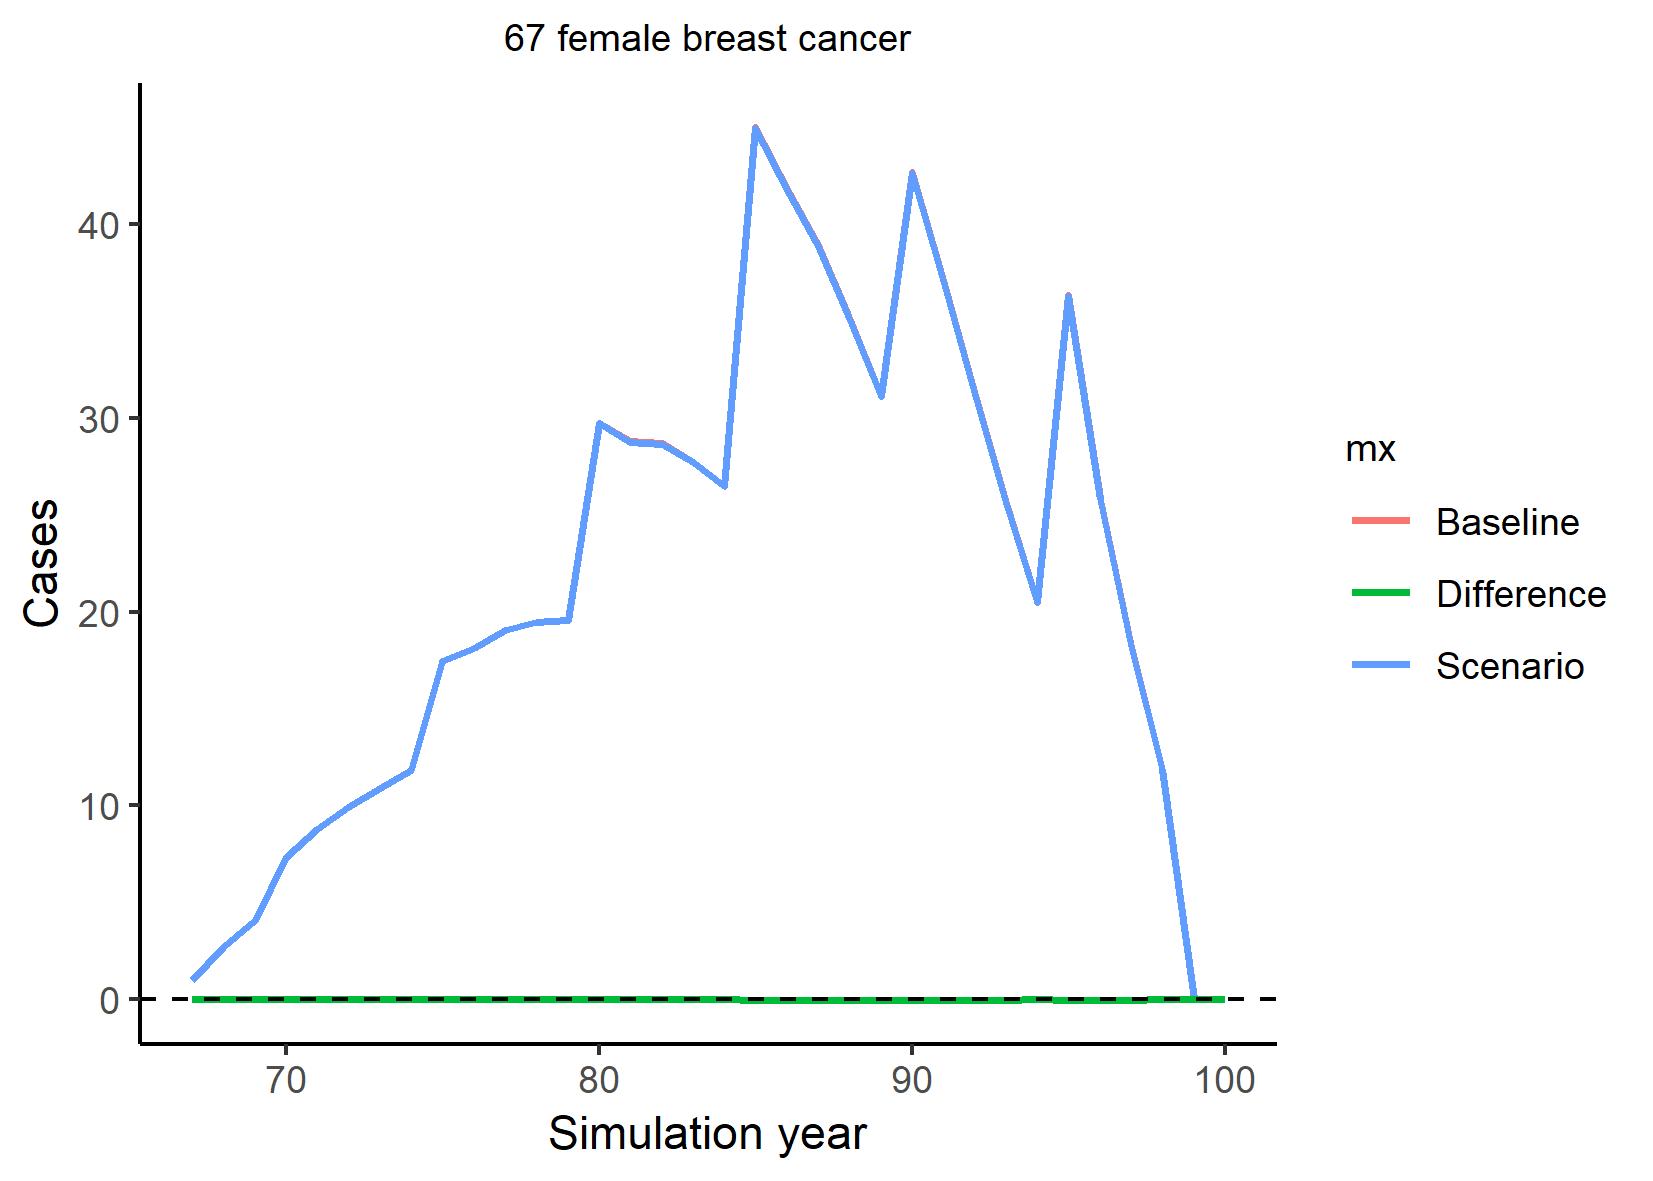 67 female breast cancer
Cases
40
30
20
10
0
70 80 90 100
Simulation year
mx
Baseline
Difference
Scenario